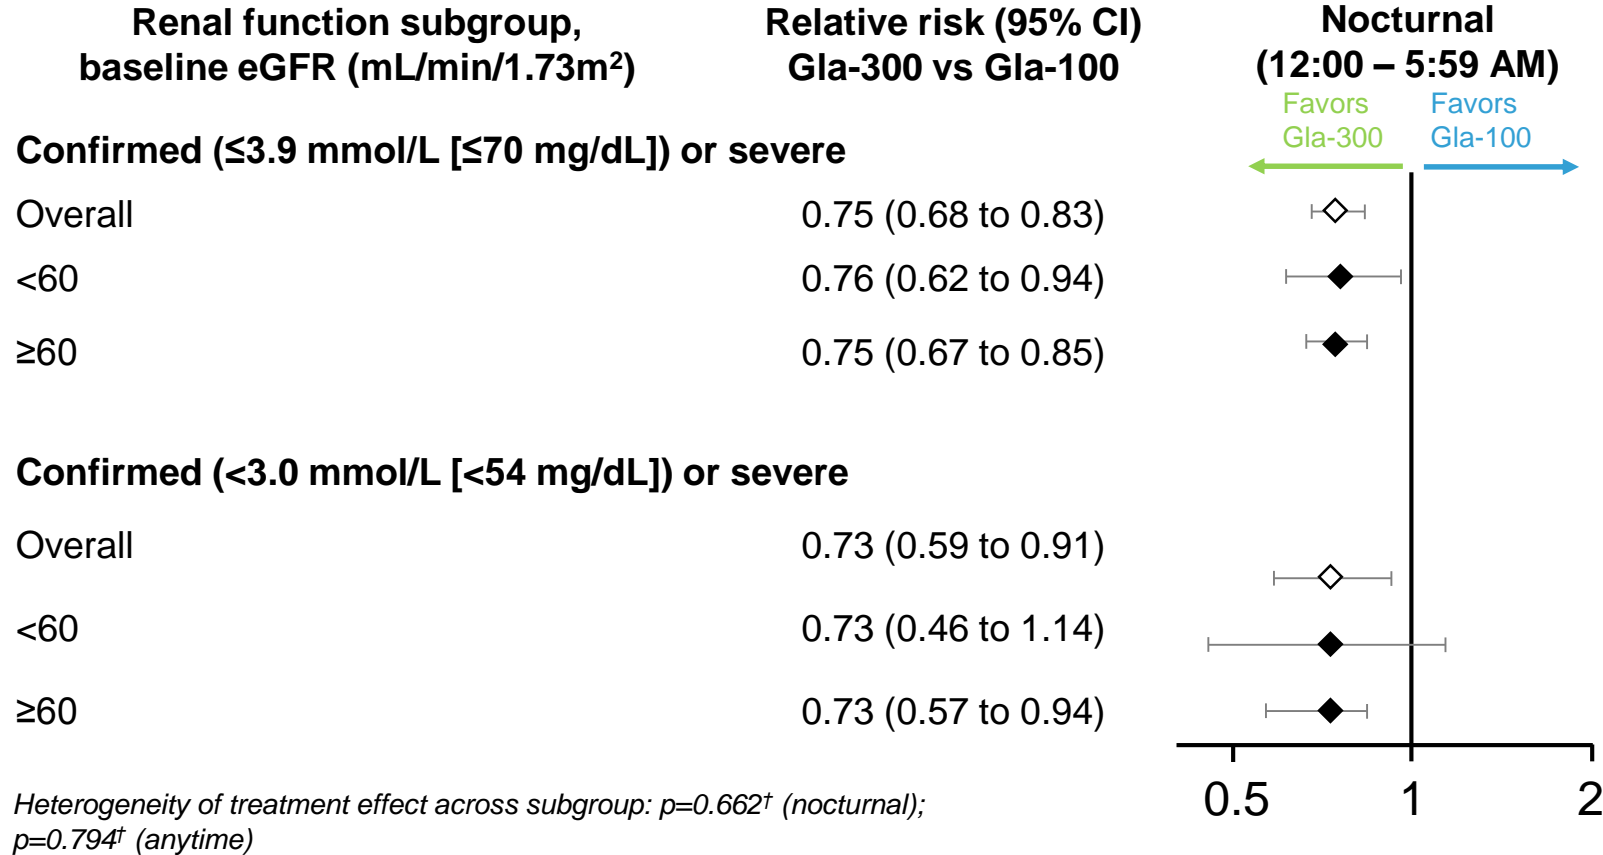 Renal function subgroup,
baseline eGFR (mL/min/1.73m²)
Relative risk (95% CI)
Gla-300 vs Gla-100
Nocturnal
(12:00 – 5:59 AM)
Favors
Gla-300
Favors
Gla-100
Confirmed (≤3.9 mmol/L [≤70 mg/dL]) or severe
Overall 0.75 (0.68 to 0.83)
<60 0.76 (0.62 to 0.94)
≥60 0.75 (0.67 to 0.85)
Confirmed (<3.0 mmol/L [<54 mg/dL]) or severe
Overall 0.73 (0.59 to 0.91)
<60 0.73 (0.46 to 1.14)
≥60 0.73 (0.57 to 0.94)
0.5 1 2
Heterogeneity of treatment effect across subgroup: p=0.662† (nocturnal);
p=0.794† (anytime)